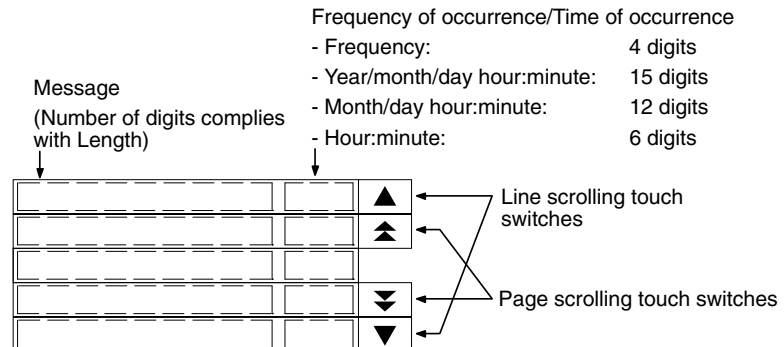 Frequency of occurrence/Time of occurrence
- Frequency: 4 digits
- Year/month/day hour:minute: 15 digits
- Month/day hour:minute: 12 digits
- Hour:minute: 6 digits
Message
(Number of digits complies
with Length)
Line scrolling touch
switches
Page scrolling touch switches